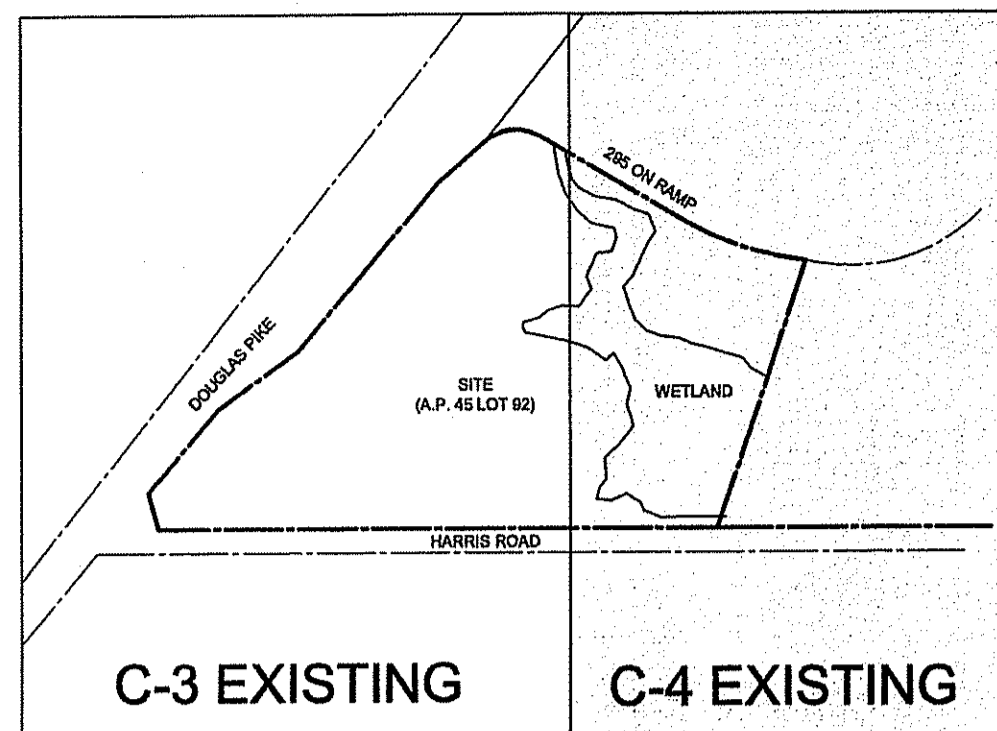 295 ON RAMP
DOUGLAS PIKE
SITE
(A.P. 45 LOT 92)
WETLAND
HARRIS ROAD
C-3 EXISTING
C-4 EXISTING